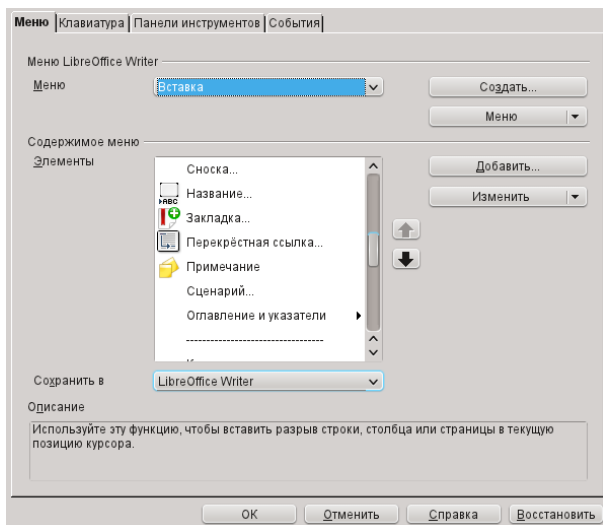 Меню Клавиатура Панели инструментов События
Меню LibreOffice Writer
Меню Вставка Создать...
Меню
Содержимое меню
Элементы Сноска... Добавить...
Название... Изменить
Закладка...
Перекрёстная ссылка...
Примечание
Сценарий...
Оглавление и указатели
---------------------------------
Сохранить в LibreOffice Writer
Описание
Используйте эту функцию, чтобы вставить разрыв строки, столбца или страницы в текущую
позицию курсора.
OK Отменить Справка Восстановить